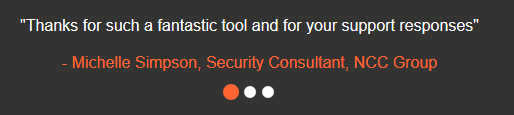 "Thanks for such a fantastic tool and for your support responses"
- Michelle Simpson, Security Consultant, NCC Group